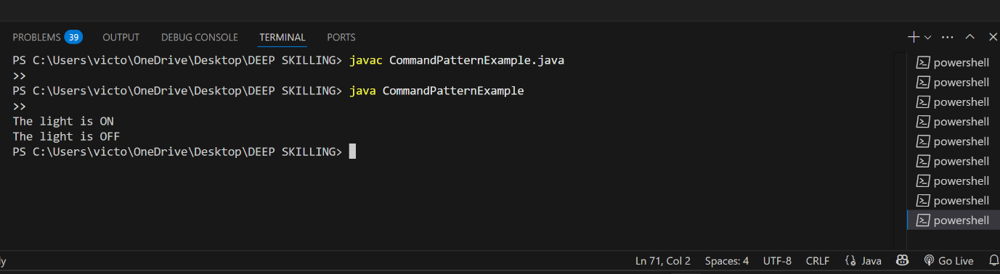 PROBLEMS 39 OUTPUT DEBUG CONSOLE TERMINAL PORTS
PS C:\Users\victo\OneDrive\Desktop\DEEP SKILLING> javac CommandPatternExample.java
>>
PS C:\Users\victo\OneDrive\Desktop\DEEP SKILLING> java CommandPatternExample
>>
The light is ON
The light is OFF
PS C:\Users\victo\OneDrive\Desktop\DEEP SKILLING>
powershell
powershell
powershell
powershell
powershell
powershell
powershell
powershell
powershell
Ln 71, Col 2 Spaces: 4 UTF-8 CRLF Java Go Live